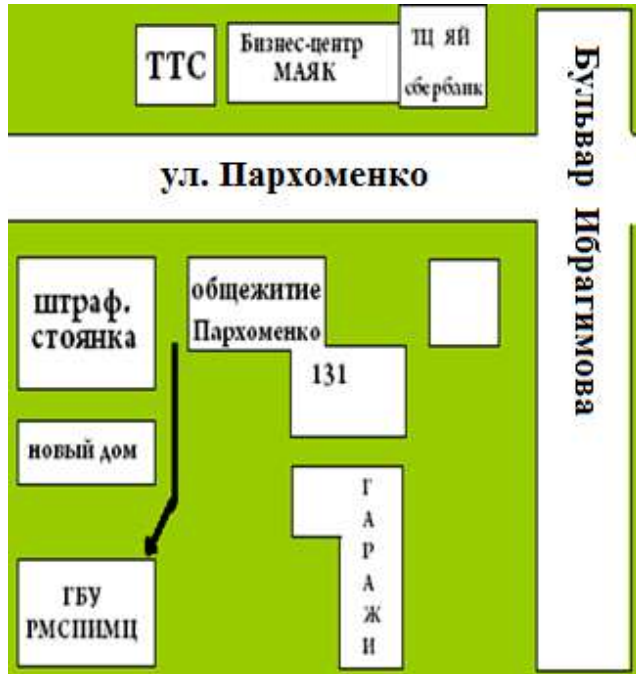 ТТС
Бизнес-центр
МАЯК
ТЦ ЯЙ
сбербанк
ул. Пархоменко
Бульвар Ибрагимова
штраф.
стоянка
общежитие
Пархоменко
131
новый дом
ГАРАЖИ
ГБУ
РМСПИМЦ